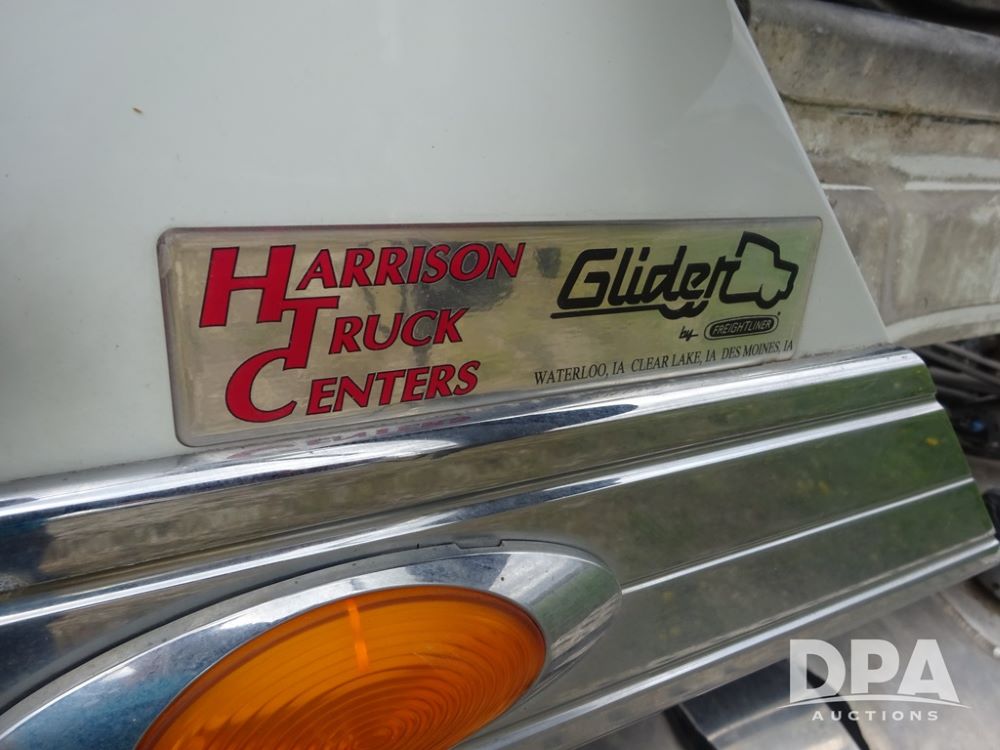 HARRISON
TRUCK
CENTERS
Glider
by FREIGHTLINER
WATERLOO, IA CLEAR LAKE, IA DES MOINES, IA
DPA
AUCTIONS